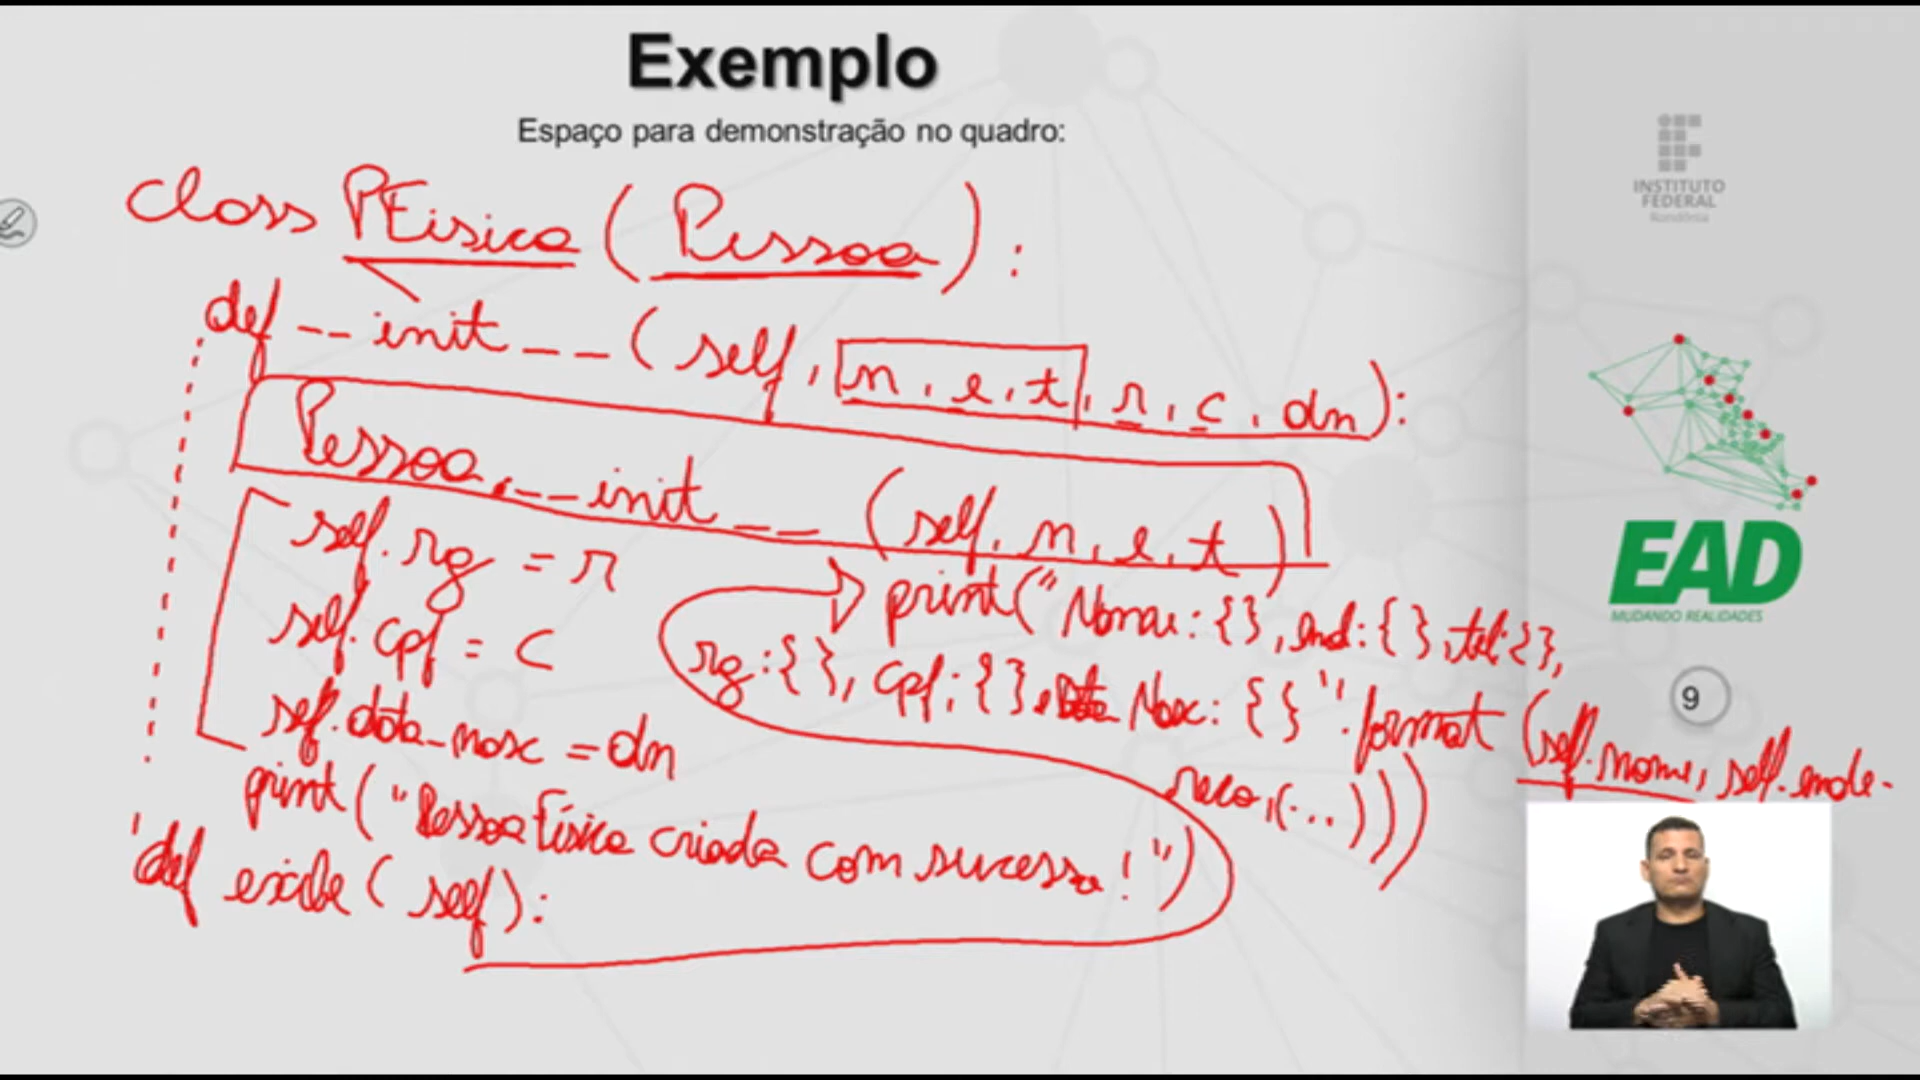 Exemplo
Espaço para demonstração no quadro:
class PFisica (Pessoa):
def __init__ (self, n, e, t, r, c, dn):
Pessoa.__init__ (self, n, e, t)
self.rg = r
self.cpf = c
self.data_nasc = dn
print("Pessoa Física criada com sucesso!")
def exibe (self):
print("Nome: {}, end: {}, tel: {},
rg: {}, cpf: {}, Data Nasc: {}".format (self.nome, self.ende-
reco, (...)))
INSTITUTO
FEDERAL
Rondônia
EAD
MUDANDO REALIDADES
9